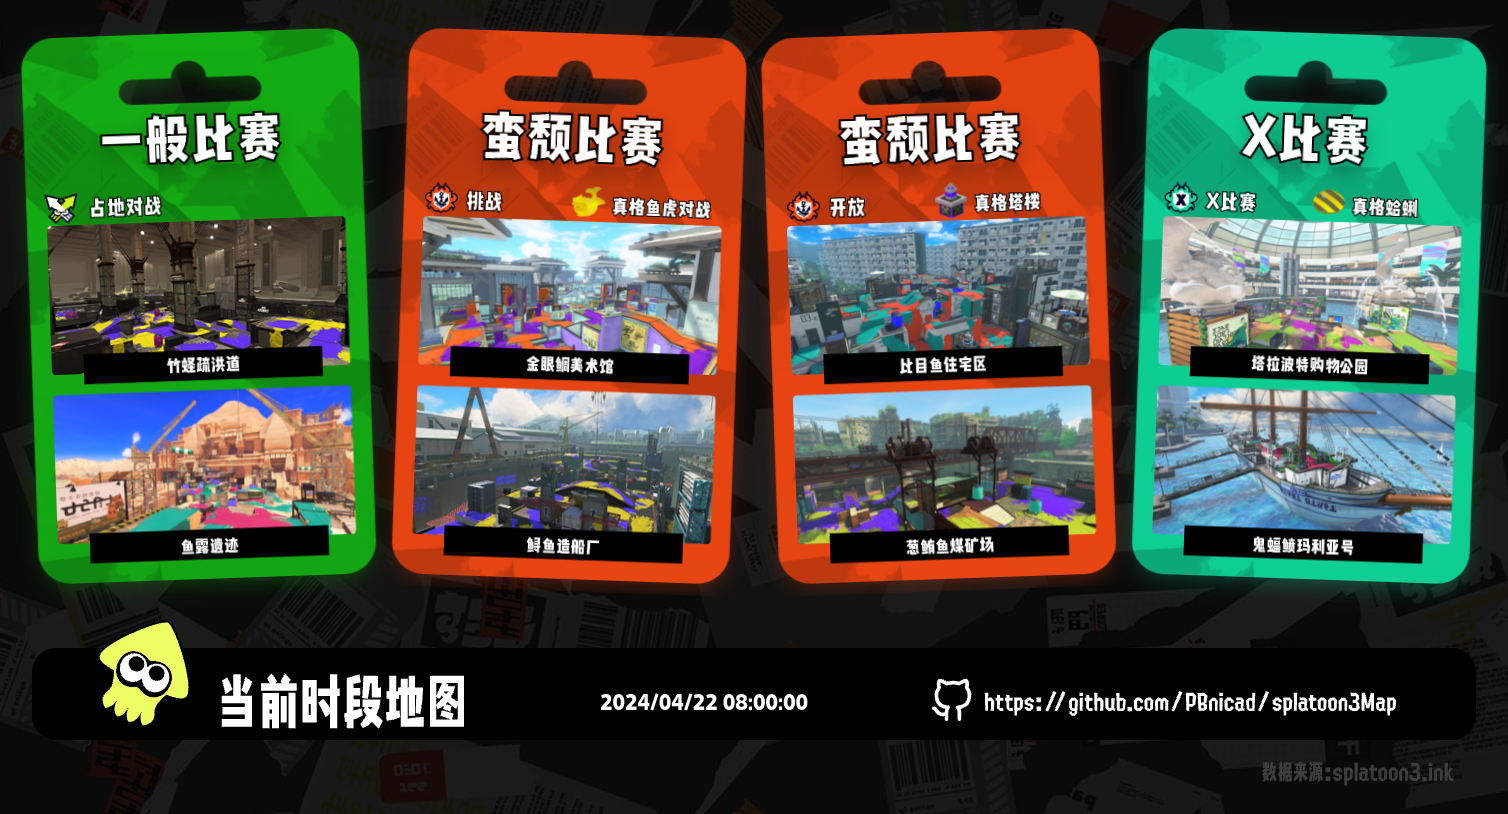 一般比赛
占地对战
竹蛏疏洪道
鱼露遗迹
蛮颓比赛
挑战
真格鱼虎对战
金眼鲷美术馆
鲟鱼造船厂
蛮颓比赛
开放
真格塔楼
比目鱼住宅区
葱鲔鱼煤矿场
X比赛
X比赛
真格蛤蜊
塔拉波特购物公园
鬼蝠鲼玛利亚号
当前时段地图
2024/04/22 08:00:00
https://github.com/PBnicad/splatoon3Map
数据来源:splatoon3.ink